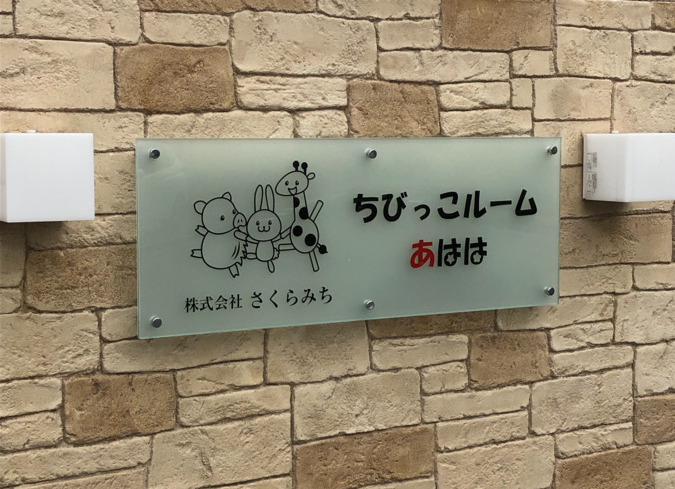 ちびっこルーム
あはは
株式会社 さくらみち